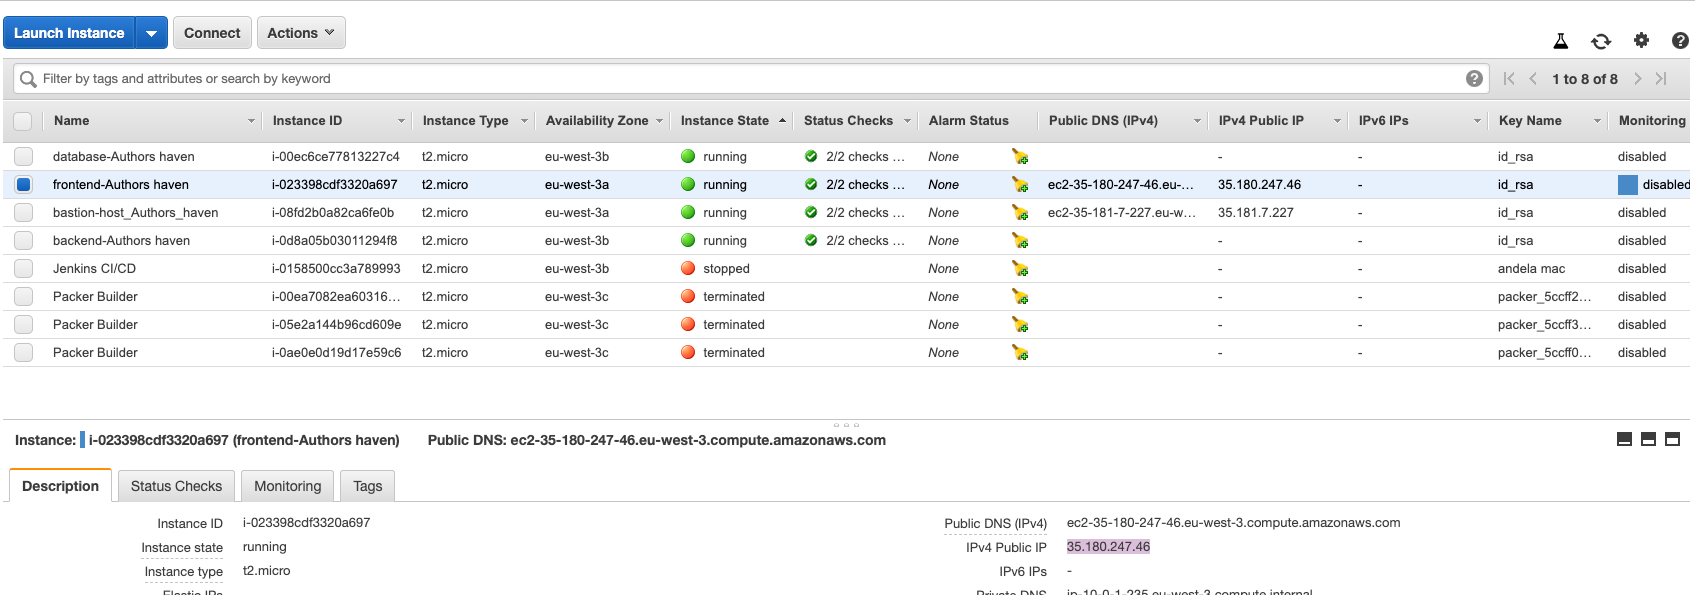 Launch Instance Connect Actions
Filter by tags and attributes or search by keyword 1 to 8 of 8
Name Instance ID Instance Type Availability Zone Instance State Status Checks Alarm Status Public DNS (IPv4) IPv4 Public IP IPv6 IPs Key Name Monitoring
database-Authors haven i-00ec6ce77813227c4 t2.micro eu-west-3b running 2/2 checks ... None - - id_rsa disabled
frontend-Authors haven i-023398cdf3320a697 t2.micro eu-west-3a running 2/2 checks ... None ec2-35-180-247-46.eu-... 35.180.247.46 - id_rsa disabled
bastion-host_Authors_haven i-08fd2b0a82ca6fe0b t2.micro eu-west-3a running 2/2 checks ... None ec2-35-181-7-227.eu-w... 35.181.7.227 - id_rsa disabled
backend-Authors haven i-0d8a05b03011294f8 t2.micro eu-west-3b running 2/2 checks ... None - - id_rsa disabled
Jenkins CI/CD i-0158500cc3a789993 t2.micro eu-west-3b stopped None - - andela mac disabled
Packer Builder i-00ea7082ea60316... t2.micro eu-west-3c terminated None - - packer_5ccff2... disabled
Packer Builder i-05e2a144b96cd609e t2.micro eu-west-3c terminated None - - packer_5ccff3... disabled
Packer Builder i-0ae0e0d19d17e59c6 t2.micro eu-west-3c terminated None - - packer_5ccff0... disabled
Instance: i-023398cdf3320a697 (frontend-Authors haven) Public DNS: ec2-35-180-247-46.eu-west-3.compute.amazonaws.com
Description Status Checks Monitoring Tags
Instance ID i-023398cdf3320a697 Public DNS (IPv4) ec2-35-180-247-46.eu-west-3.compute.amazonaws.com
Instance state running IPv4 Public IP 35.180.247.46
Instance type t2.micro IPv6 IPs -
Elastic IPs Private DNS ip-10-0-1-235.eu-west-3.compute.internal